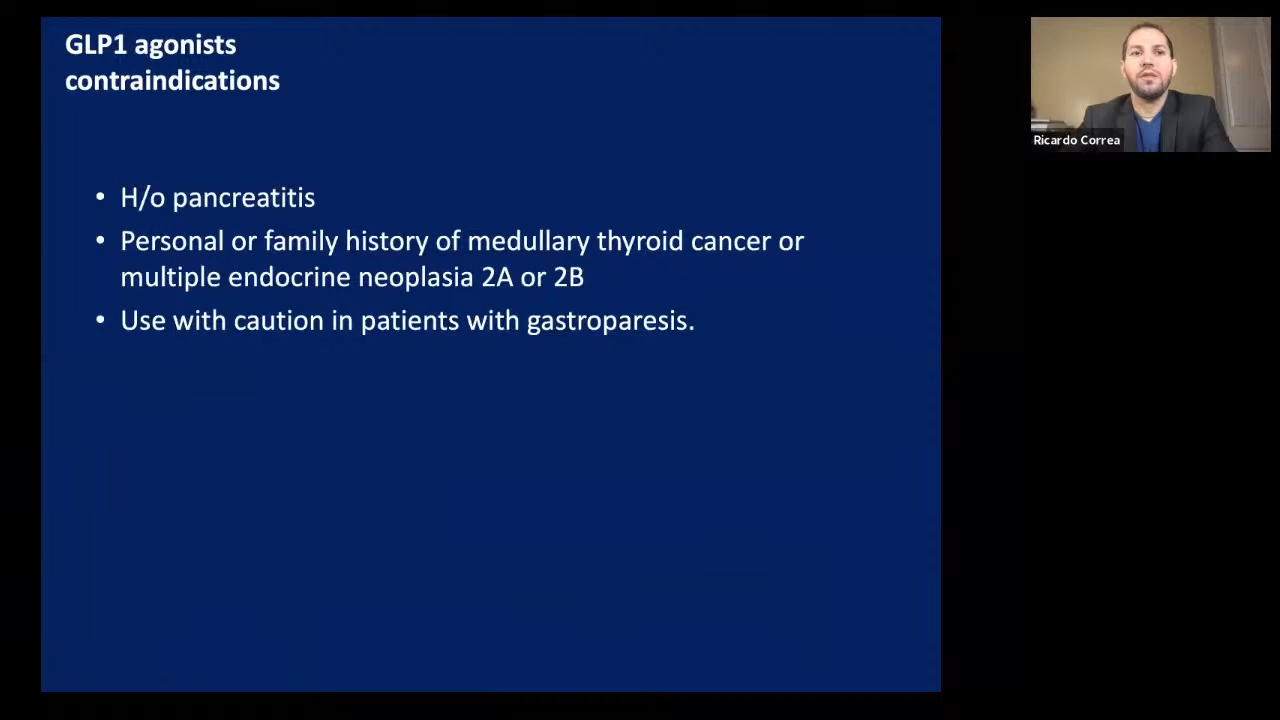 GLP1 agonists
contraindications
• H/o pancreatitis
• Personal or family history of medullary thyroid cancer or
multiple endocrine neoplasia 2A or 2B
• Use with caution in patients with gastroparesis.
Ricardo Correa